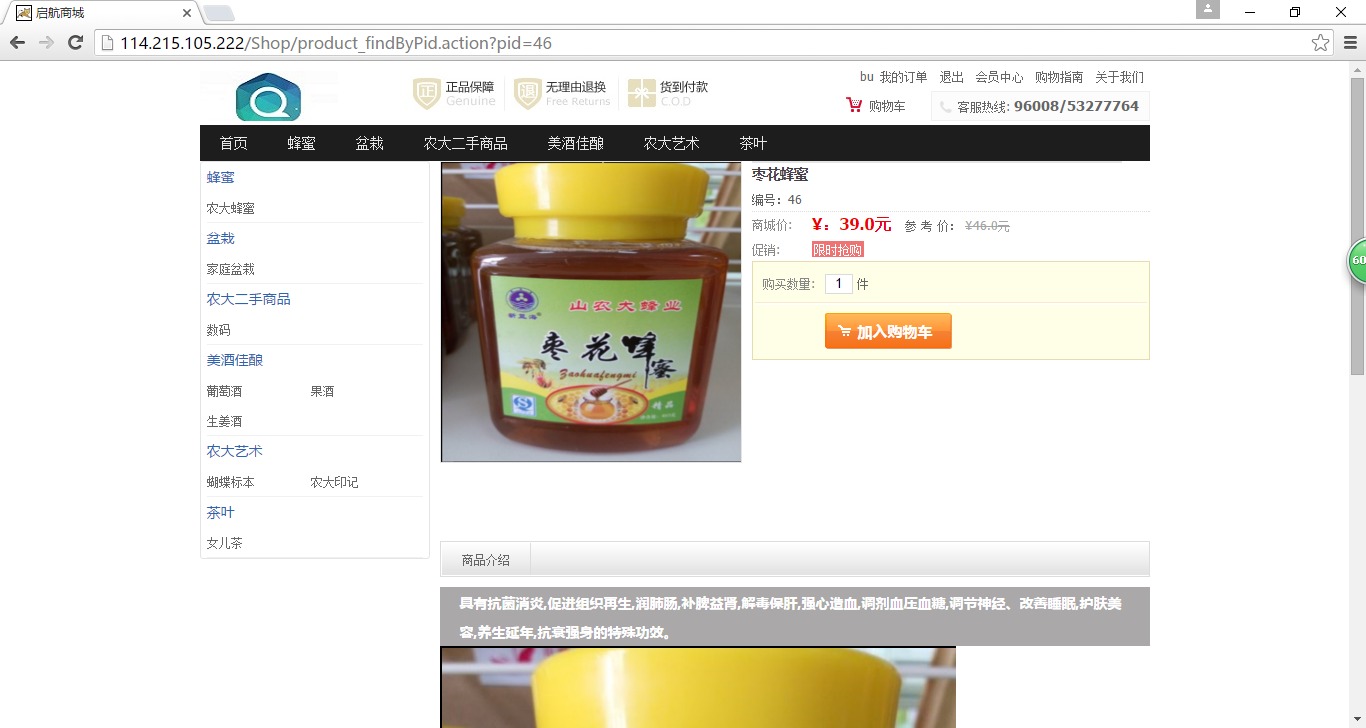 启航商城
114.215.105.222/Shop/product_findByPid.action?pid=46
bu 我的订单 退出 会员中心 购物指南 关于我们
正 正品保障 Genuine
退 无理由退换 Free Returns
货到付款 C.O.D
购物车
客服热线: 96008/53277764
首页 蜂蜜 盆栽 农大二手商品 美酒佳酿 农大艺术 茶叶
蜂蜜
农大蜂蜜
盆栽
家庭盆栽
农大二手商品
数码
美酒佳酿
葡萄酒 果酒
生姜酒
农大艺术
蝴蝶标本 农大印记
茶叶
女儿茶
山农大蜂业
枣花蜂蜜
Zaohuafengmi
精品
枣花蜂蜜
编号：46
商城价: ￥：39.0元 参 考 价: ¥46.0元
促销: 限时抢购
购买数量: 1 件
加入购物车
60
商品介绍
具有抗菌消炎,促进组织再生,润肺肠,补脾益肾,解毒保肝,强心造血,调剂血压血糖,调节神经、改善睡眠,护肤美
容,养生延年,抗衰强身的特殊功效。